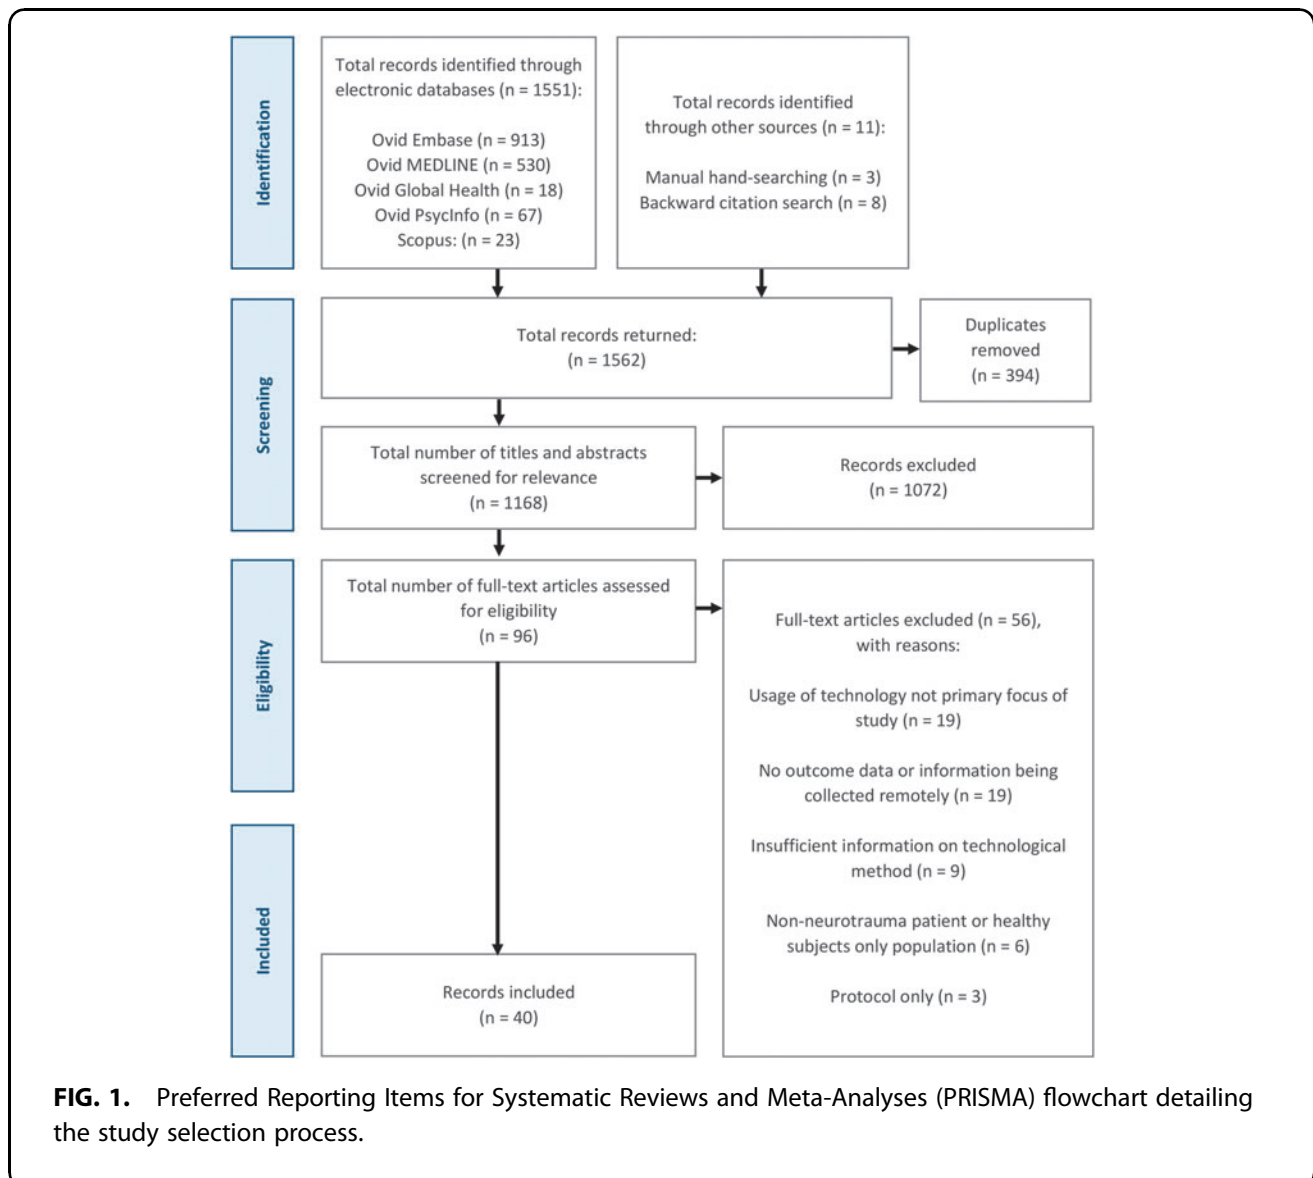 Identification
Total records identified through
electronic databases (n = 1551):
Ovid Embase (n = 913)
Ovid MEDLINE (n = 530)
Ovid Global Health (n = 18)
Ovid PsycInfo (n = 67)
Scopus: (n = 23)
Total records identified
through other sources (n = 11):
Manual hand-searching (n = 3)
Backward citation search (n = 8)
Screening
Total records returned:
(n = 1562)
Duplicates
removed
(n = 394)
Total number of titles and abstracts
screened for relevance
(n = 1168)
Records excluded
(n = 1072)
Eligibility
Total number of full-text articles assessed
for eligibility
(n = 96)
Full-text articles excluded (n = 56),
with reasons:
Usage of technology not primary focus of
study (n = 19)
No outcome data or information being
collected remotely (n = 19)
Insufficient information on technological
method (n = 9)
Non-neurotrauma patient or healthy
subjects only population (n = 6)
Protocol only (n = 3)
Included
Records included
(n = 40)
FIG. 1. Preferred Reporting Items for Systematic Reviews and Meta-Analyses (PRISMA) flowchart detailing
the study selection process.